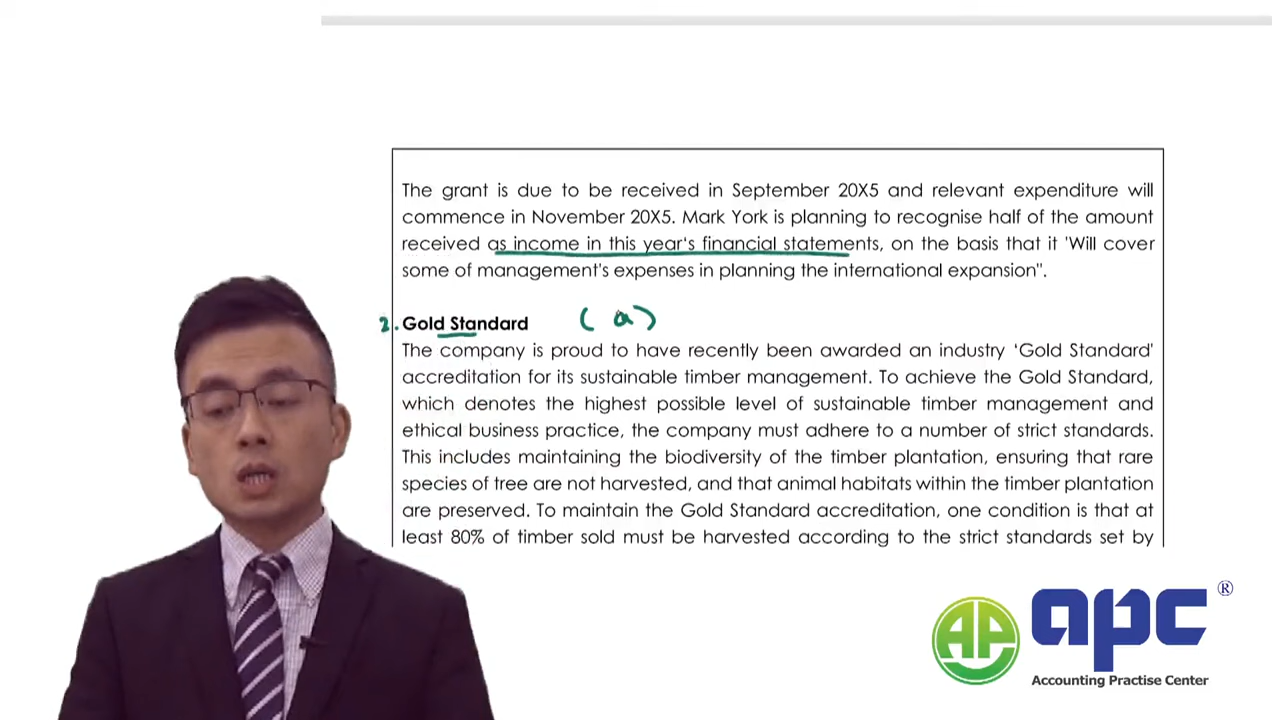 The grant is due to be received in September 20X5 and relevant expenditure will
commence in November 20X5. Mark York is planning to recognise half of the amount
received as income in this year's financial statements, on the basis that it 'Will cover
some of management's expenses in planning the international expansion".
2. Gold Standard (a)
The company is proud to have recently been awarded an industry 'Gold Standard'
accreditation for its sustainable timber management. To achieve the Gold Standard,
which denotes the highest possible level of sustainable timber management and
ethical business practice, the company must adhere to a number of strict standards.
This includes maintaining the biodiversity of the timber plantation, ensuring that rare
species of tree are not harvested, and that animal habitats within the timber plantation
are preserved. To maintain the Gold Standard accreditation, one condition is that at
least 80% of timber sold must be harvested according to the strict standards set by
AP apc ®
Accounting Practise Center